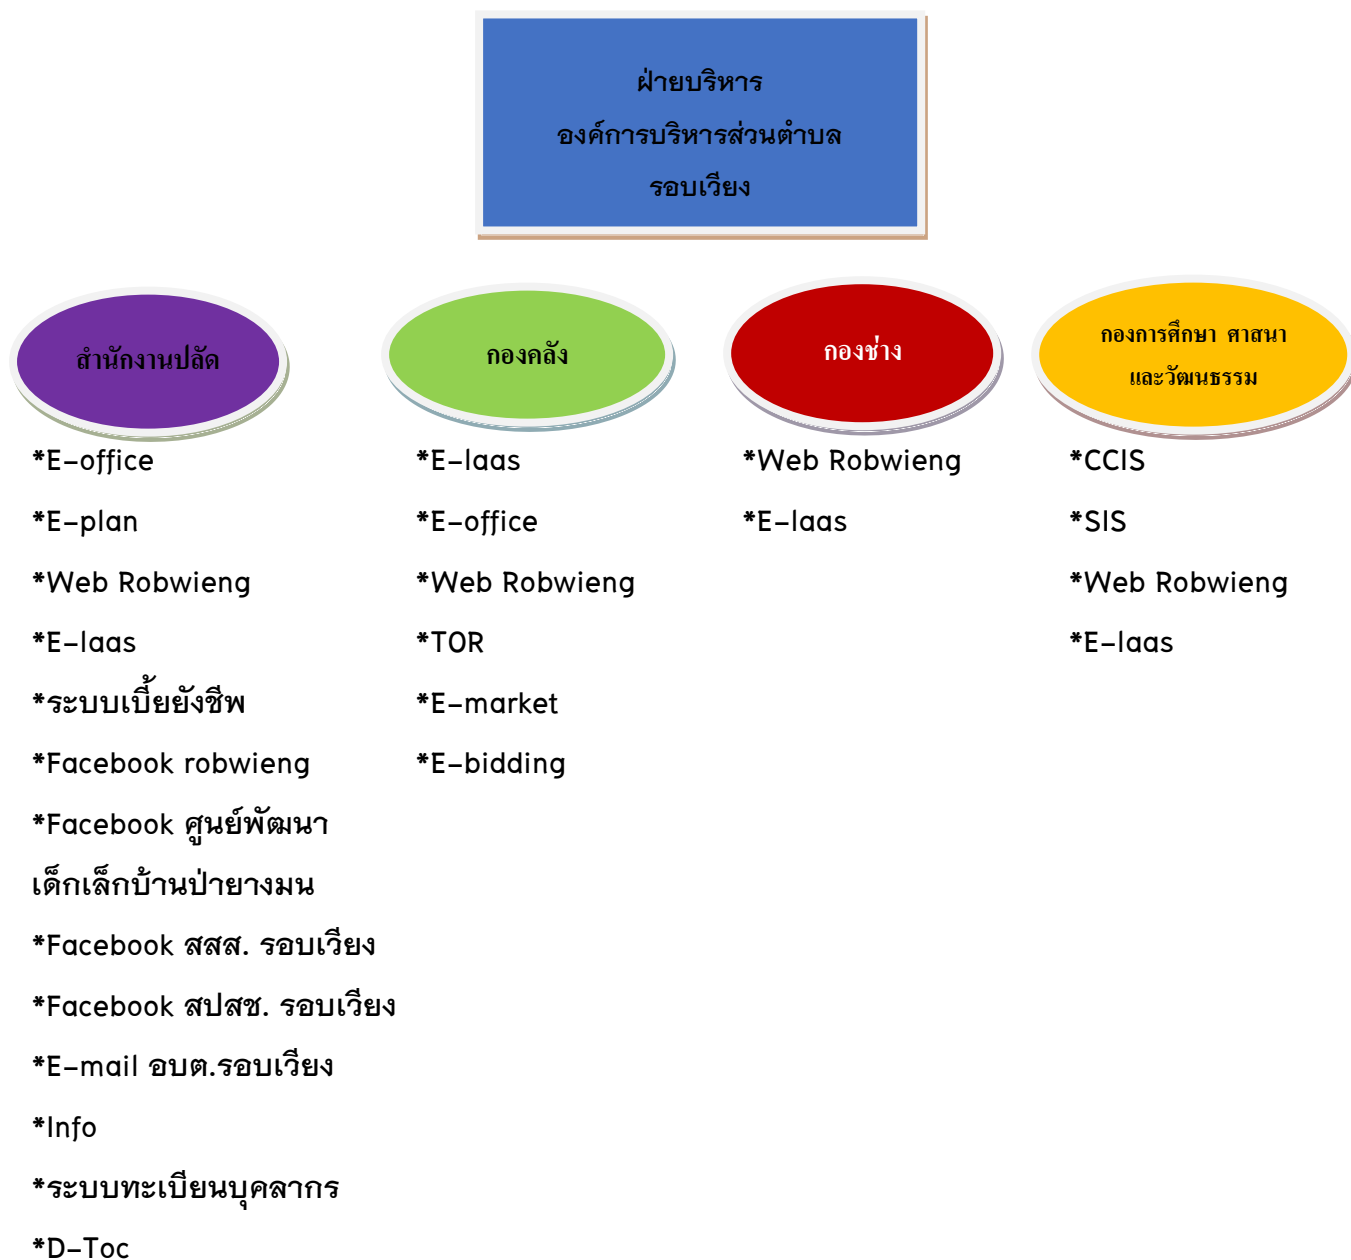 ฝ่ายบริหาร
องค์การบริหารส่วนตำบล
รอบเวียง
สำนักงานปลัด
*E-office
*E-plan
*Web Robwieng
*E-laas
*ระบบเบี้ยยังชีพ
*Facebook robwieng
*Facebook ศูนย์พัฒนา
เด็กเล็กบ้านป่ายางมน
*Facebook สสส. รอบเวียง
*Facebook สปสช. รอบเวียง
*E-mail อบต.รอบเวียง
*Info
*ระบบทะเบียนบุคลากร
*D-Toc
กองคลัง
*E-laas
*E-office
*Web Robwieng
*TOR
*E-market
*E-bidding
กองช่าง
*Web Robwieng
*E-laas
กองการศึกษา ศาสนา
และวัฒนธรรม
*CCIS
*SIS
*Web Robwieng
*E-laas